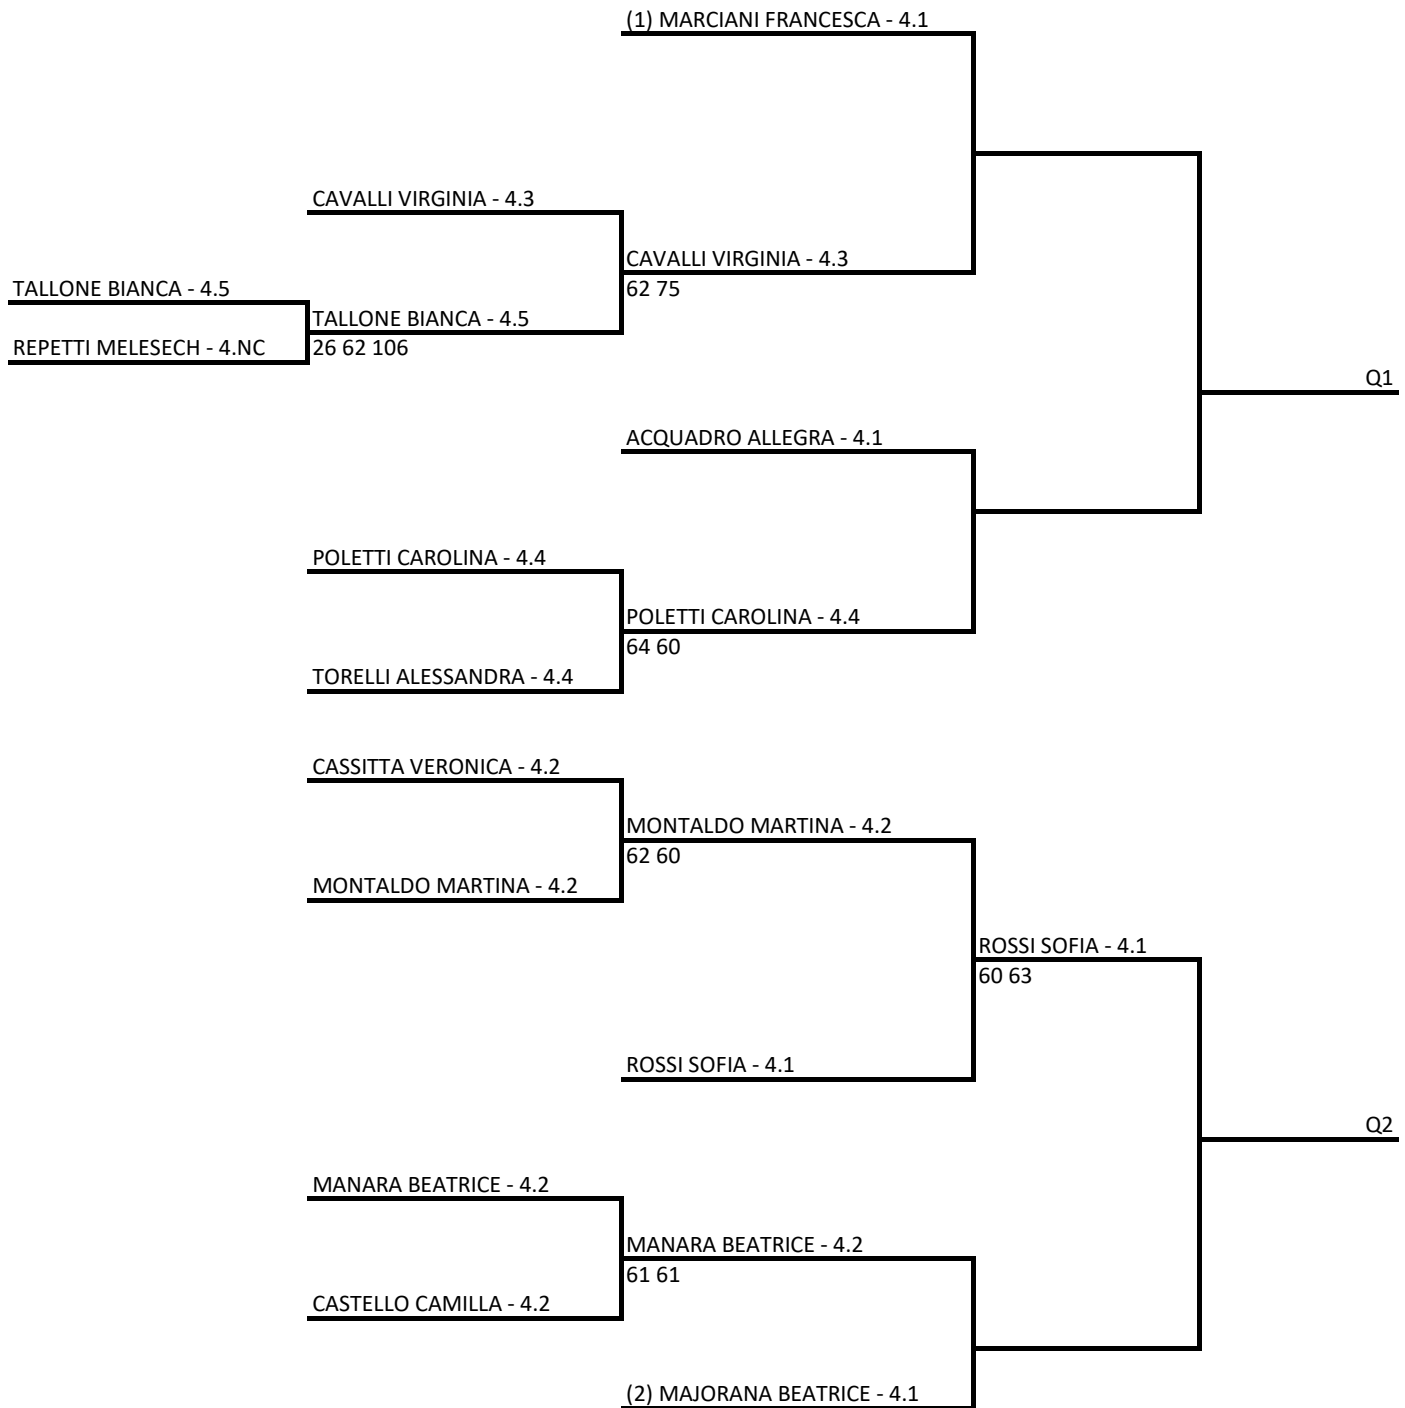 (1) MARCIANI FRANCESCA - 4.1
CAVALLI VIRGINIA - 4.3
CAVALLI VIRGINIA - 4.3
62 75
TALLONE BIANCA - 4.5
TALLONE BIANCA - 4.5
26 62 106
REPETTI MELESECH - 4.NC
Q1
ACQUADRO ALLEGRA - 4.1
POLETTI CAROLINA - 4.4
POLETTI CAROLINA - 4.4
64 60
TORELLI ALESSANDRA - 4.4
CASSITTA VERONICA - 4.2
MONTALDO MARTINA - 4.2
62 60
MONTALDO MARTINA - 4.2
ROSSI SOFIA - 4.1
60 63
ROSSI SOFIA - 4.1
Q2
MANARA BEATRICE - 4.2
MANARA BEATRICE - 4.2
61 61
CASTELLO CAMILLA - 4.2
(2) MAJORANA BEATRICE - 4.1